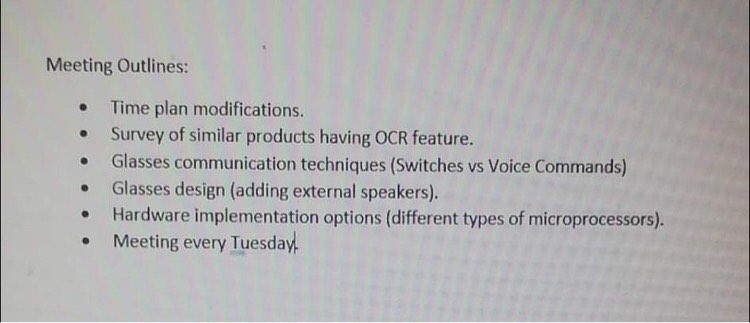 Meeting Outlines:
• Time plan modifications.
• Survey of similar products having OCR feature.
• Glasses communication techniques (Switches vs Voice Commands)
• Glasses design (adding external speakers).
• Hardware implementation options (different types of microprocessors).
• Meeting every Tuesday.